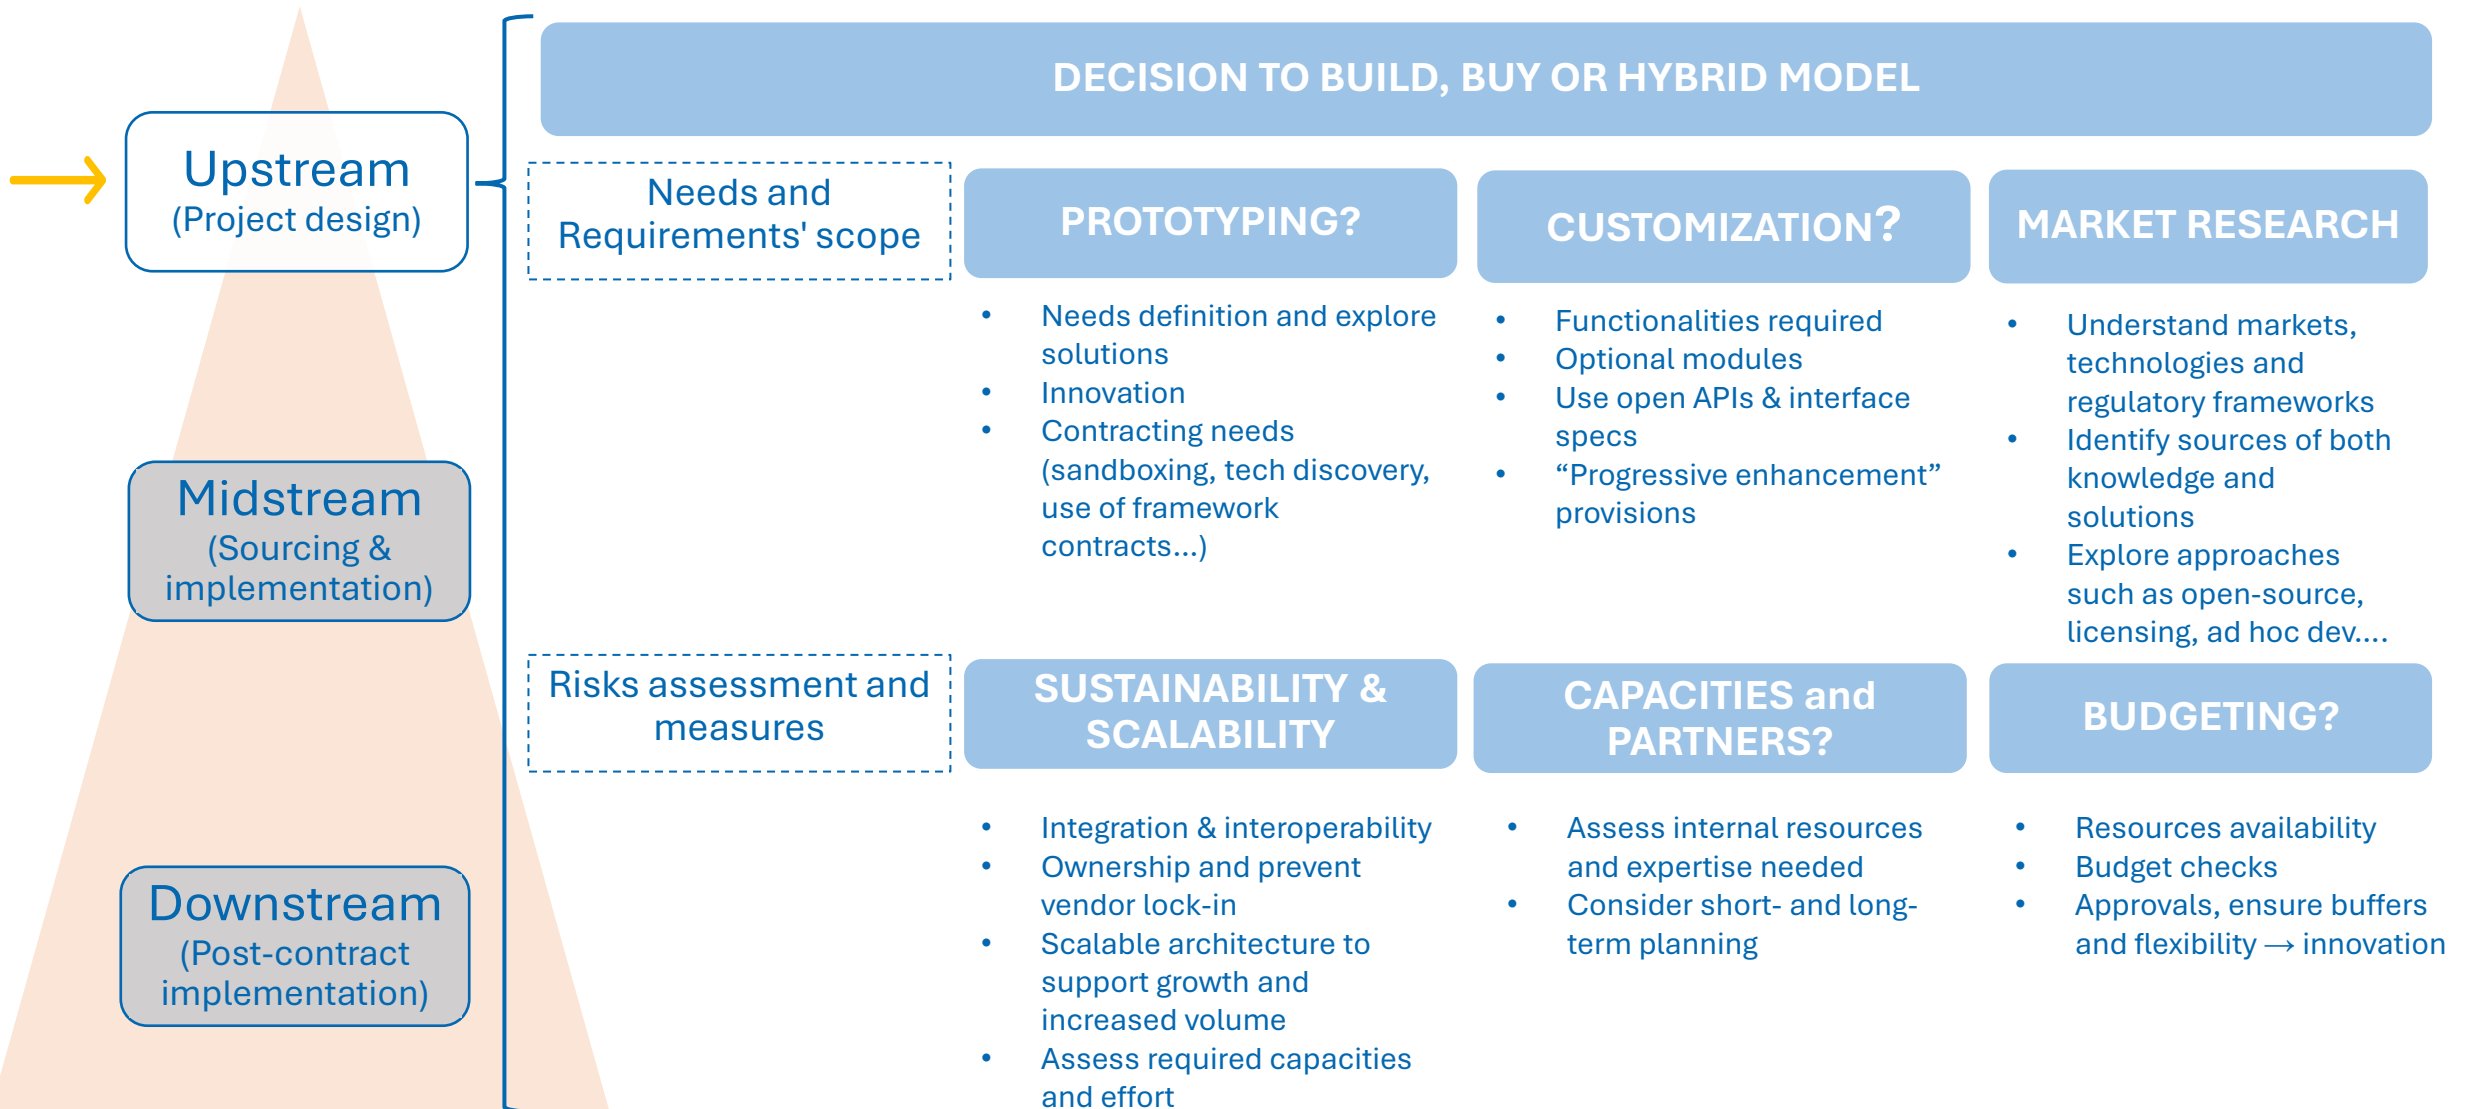 DECISION TO BUILD, BUY OR HYBRID MODEL
Upstream
(Project design)
Midstream
(Sourcing &
implementation)
Downstream
(Post-contract
implementation)
Needs and
Requirements' scope
PROTOTYPING?
• Needs definition and explore
solutions
• Innovation
• Contracting needs
(sandboxing, tech discovery,
use of framework
contracts...)
CUSTOMIZATION?
• Functionalities required
• Optional modules
• Use open APIs & interface
specs
• “Progressive enhancement”
provisions
MARKET RESEARCH
• Understand markets,
technologies and
regulatory frameworks
• Identify sources of both
knowledge and
solutions
• Explore approaches
such as open-source,
licensing, ad hoc dev....
Risks assessment and
measures
SUSTAINABILITY &
SCALABILITY
• Integration & interoperability
• Ownership and prevent
vendor lock-in
• Scalable architecture to
support growth and
increased volume
• Assess required capacities
and effort
CAPACITIES and
PARTNERS?
• Assess internal resources
and expertise needed
• Consider short- and long-
term planning
BUDGETING?
• Resources availability
• Budget checks
• Approvals, ensure buffers
and flexibility → innovation